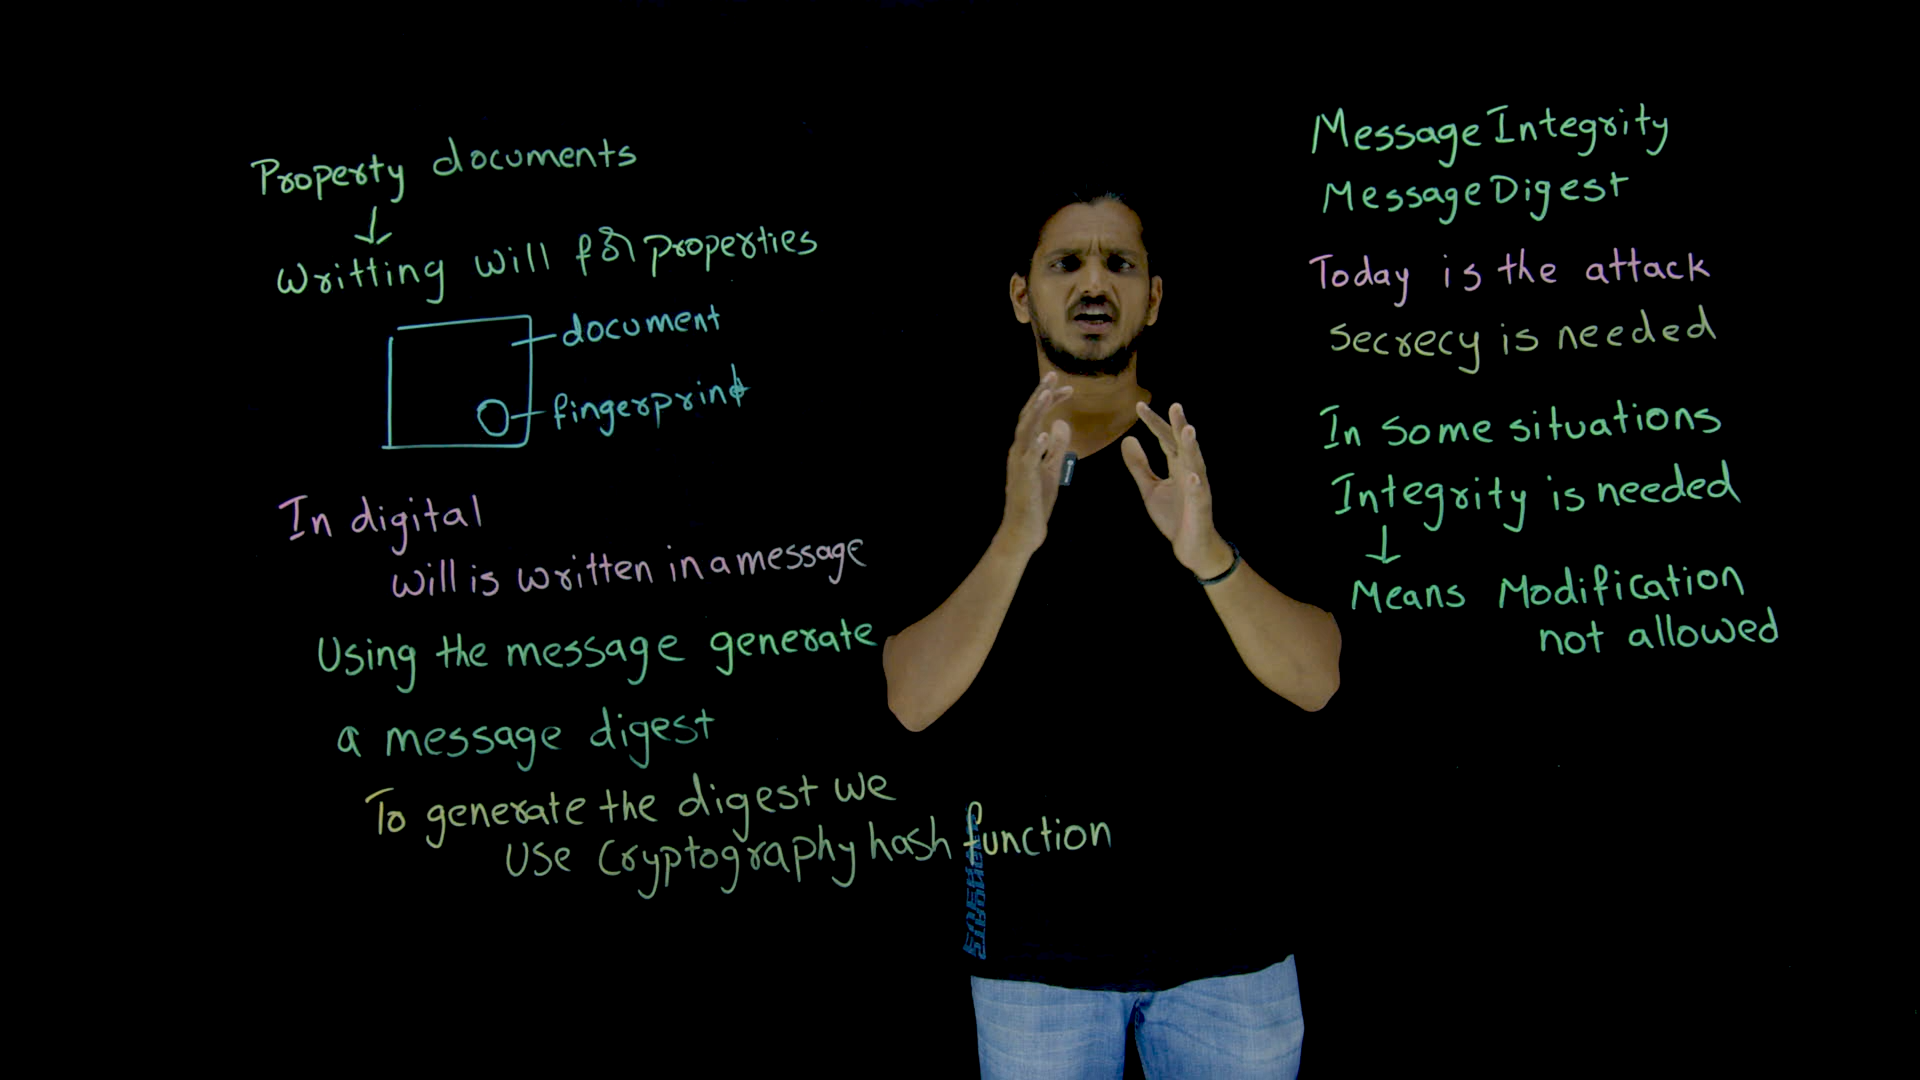 Property documents
↓
Writting will for properties
document
fingerprint
In digital
will is written in a message
Using the message generate
a message digest
To generate the digest we
use Cryptography hash function
Message Integrity
Message Digest
Today is the attack
secrecy is needed
In some situations
Integrity is needed
↓
Means Modification
not allowed